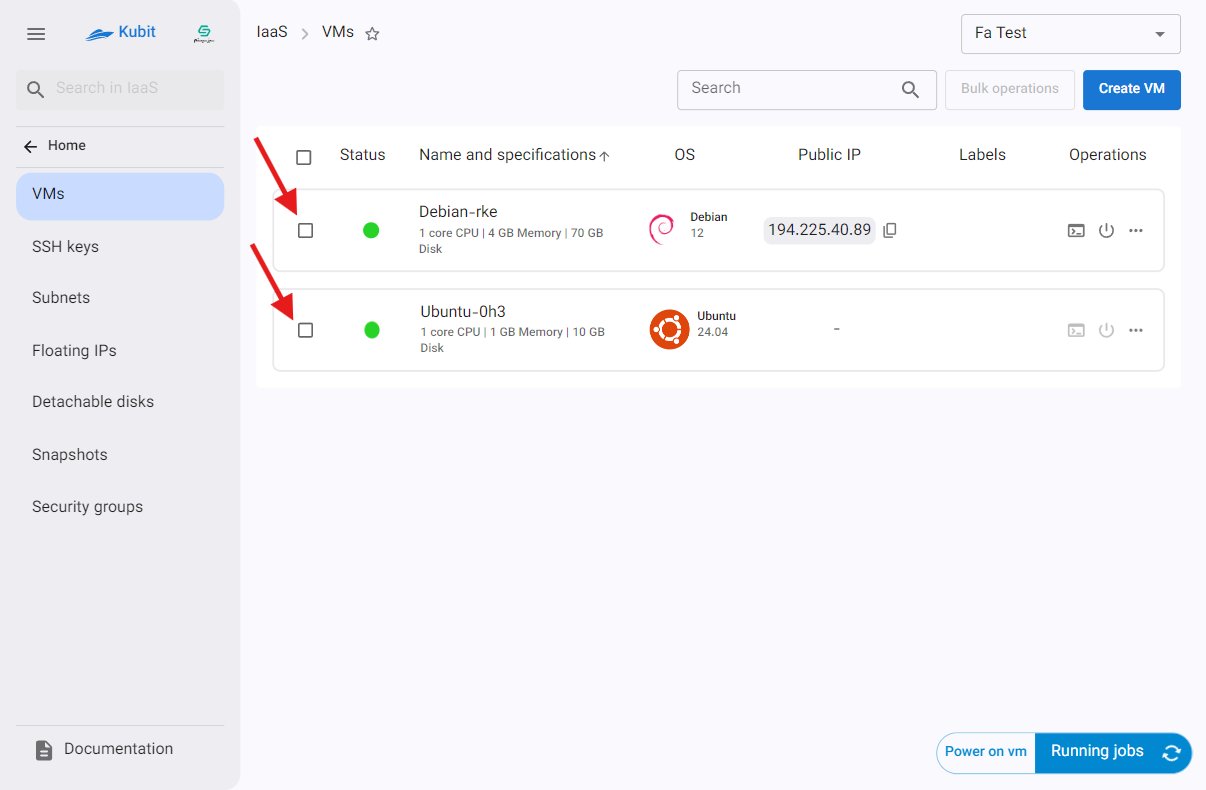 Kubit
IaaS
VMs
Fa Test
Search in IaaS
Search
Bulk operations
Create VM
Home
VMs
SSH keys
Subnets
Floating IPs
Detachable disks
Snapshots
Security groups
Documentation
Status
Name and specifications
OS
Public IP
Labels
Operations
Debian-rke
1 core CPU | 4 GB Memory | 70 GB
Disk
Debian
12
194.225.40.89
Ubuntu-0h3
1 core CPU | 1 GB Memory | 10 GB
Disk
Ubuntu
24.04
-
Power on vm
Running jobs